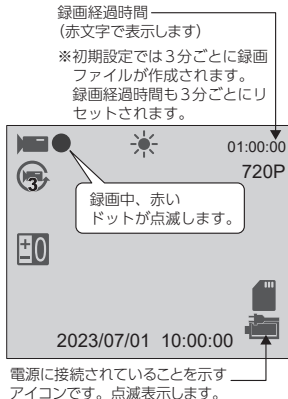 録画経過時間
(赤文字で表示します)
※初期設定では3分ごとに録画
ファイルが作成されます。
録画経過時間も3分ごとにリ
セットされます。
01:00:00
720P
3
録画中、赤い
ドットが点滅します。
±0
2023/07/01 10:00:00
電源に接続されていることを示す
アイコンです。点滅表示します。